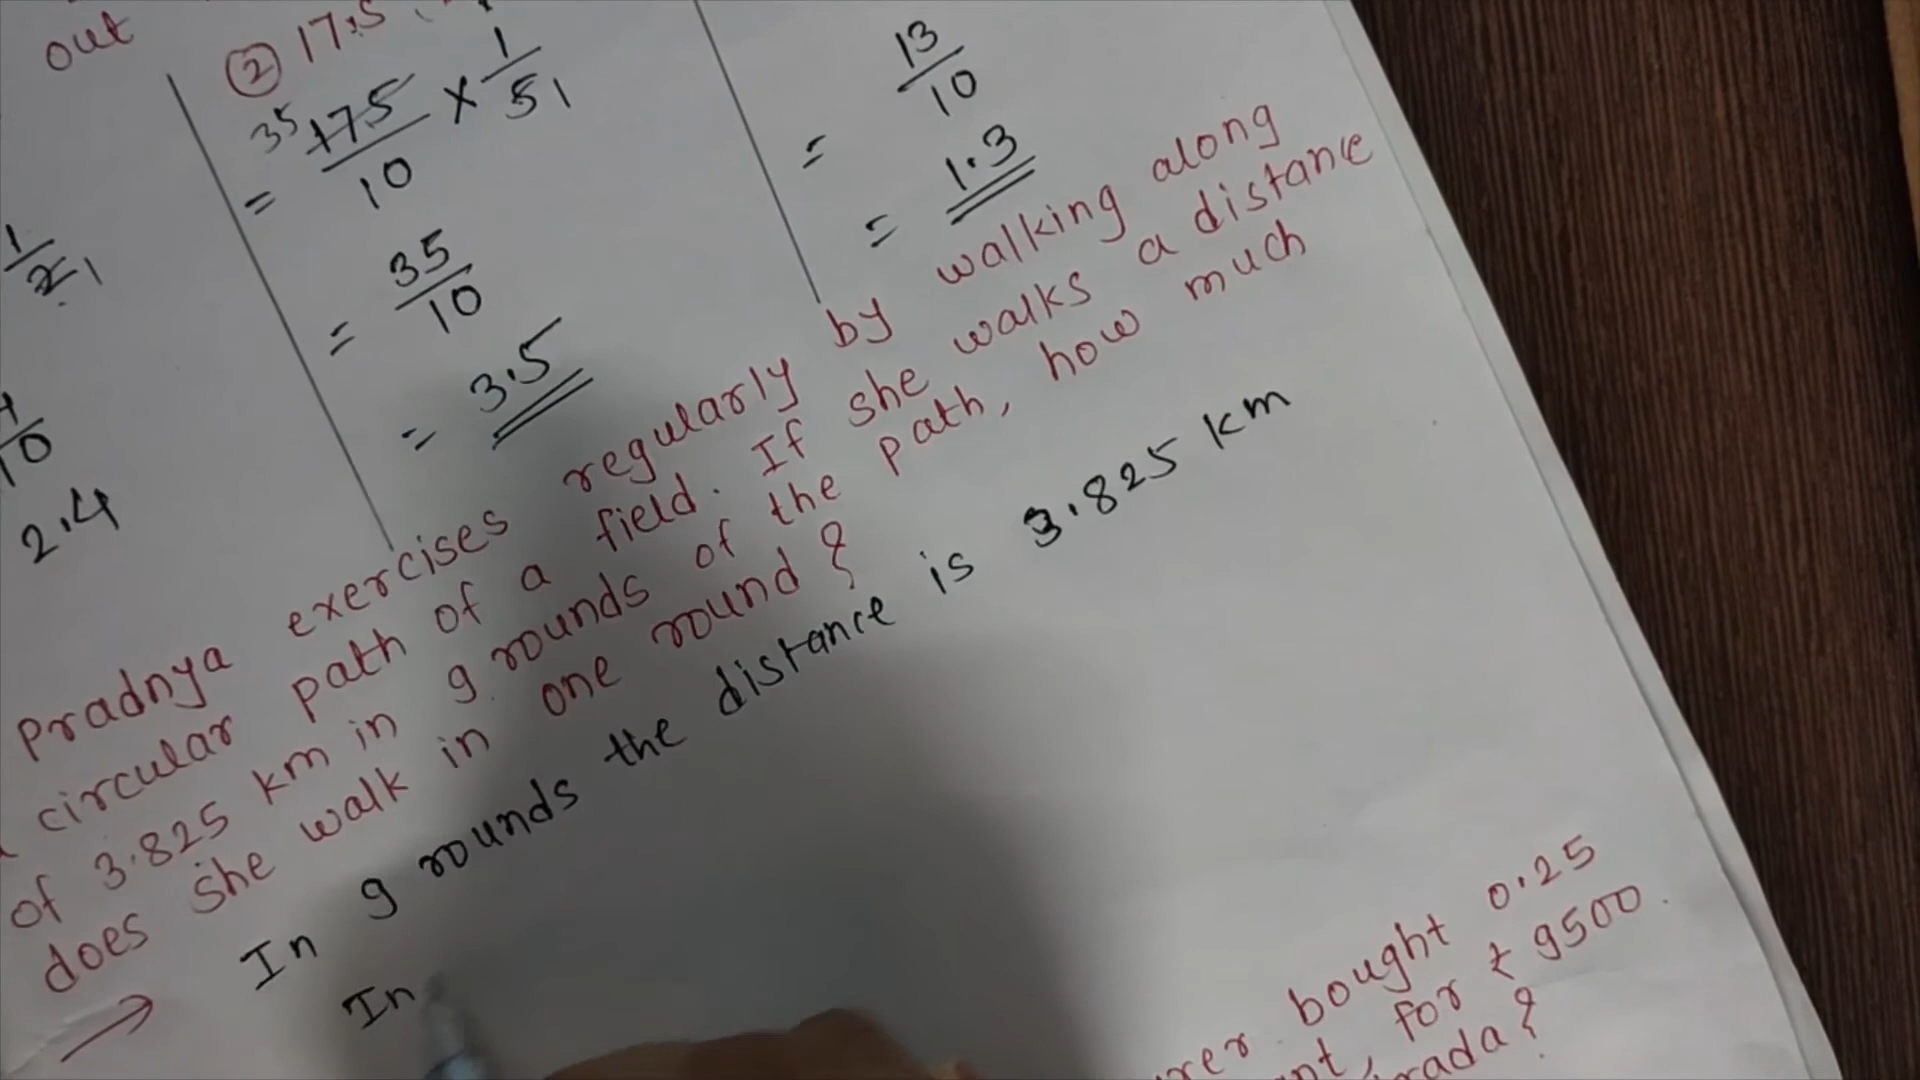 out
② 17.5
= 35 175/10 × 1/5 1
= 35/10
= 3.5
1/2 1
10
2.4
13
= 10
= 1.3
Pradnya exercises regularly by walking along
circular path of a field. If she walks a distance
of 3.825 km in 9 rounds of the path, how much
does she walk in one round ?
→ In 9 rounds the distance is 3.825 km
In
bought 0.25
for ₹ 9500.